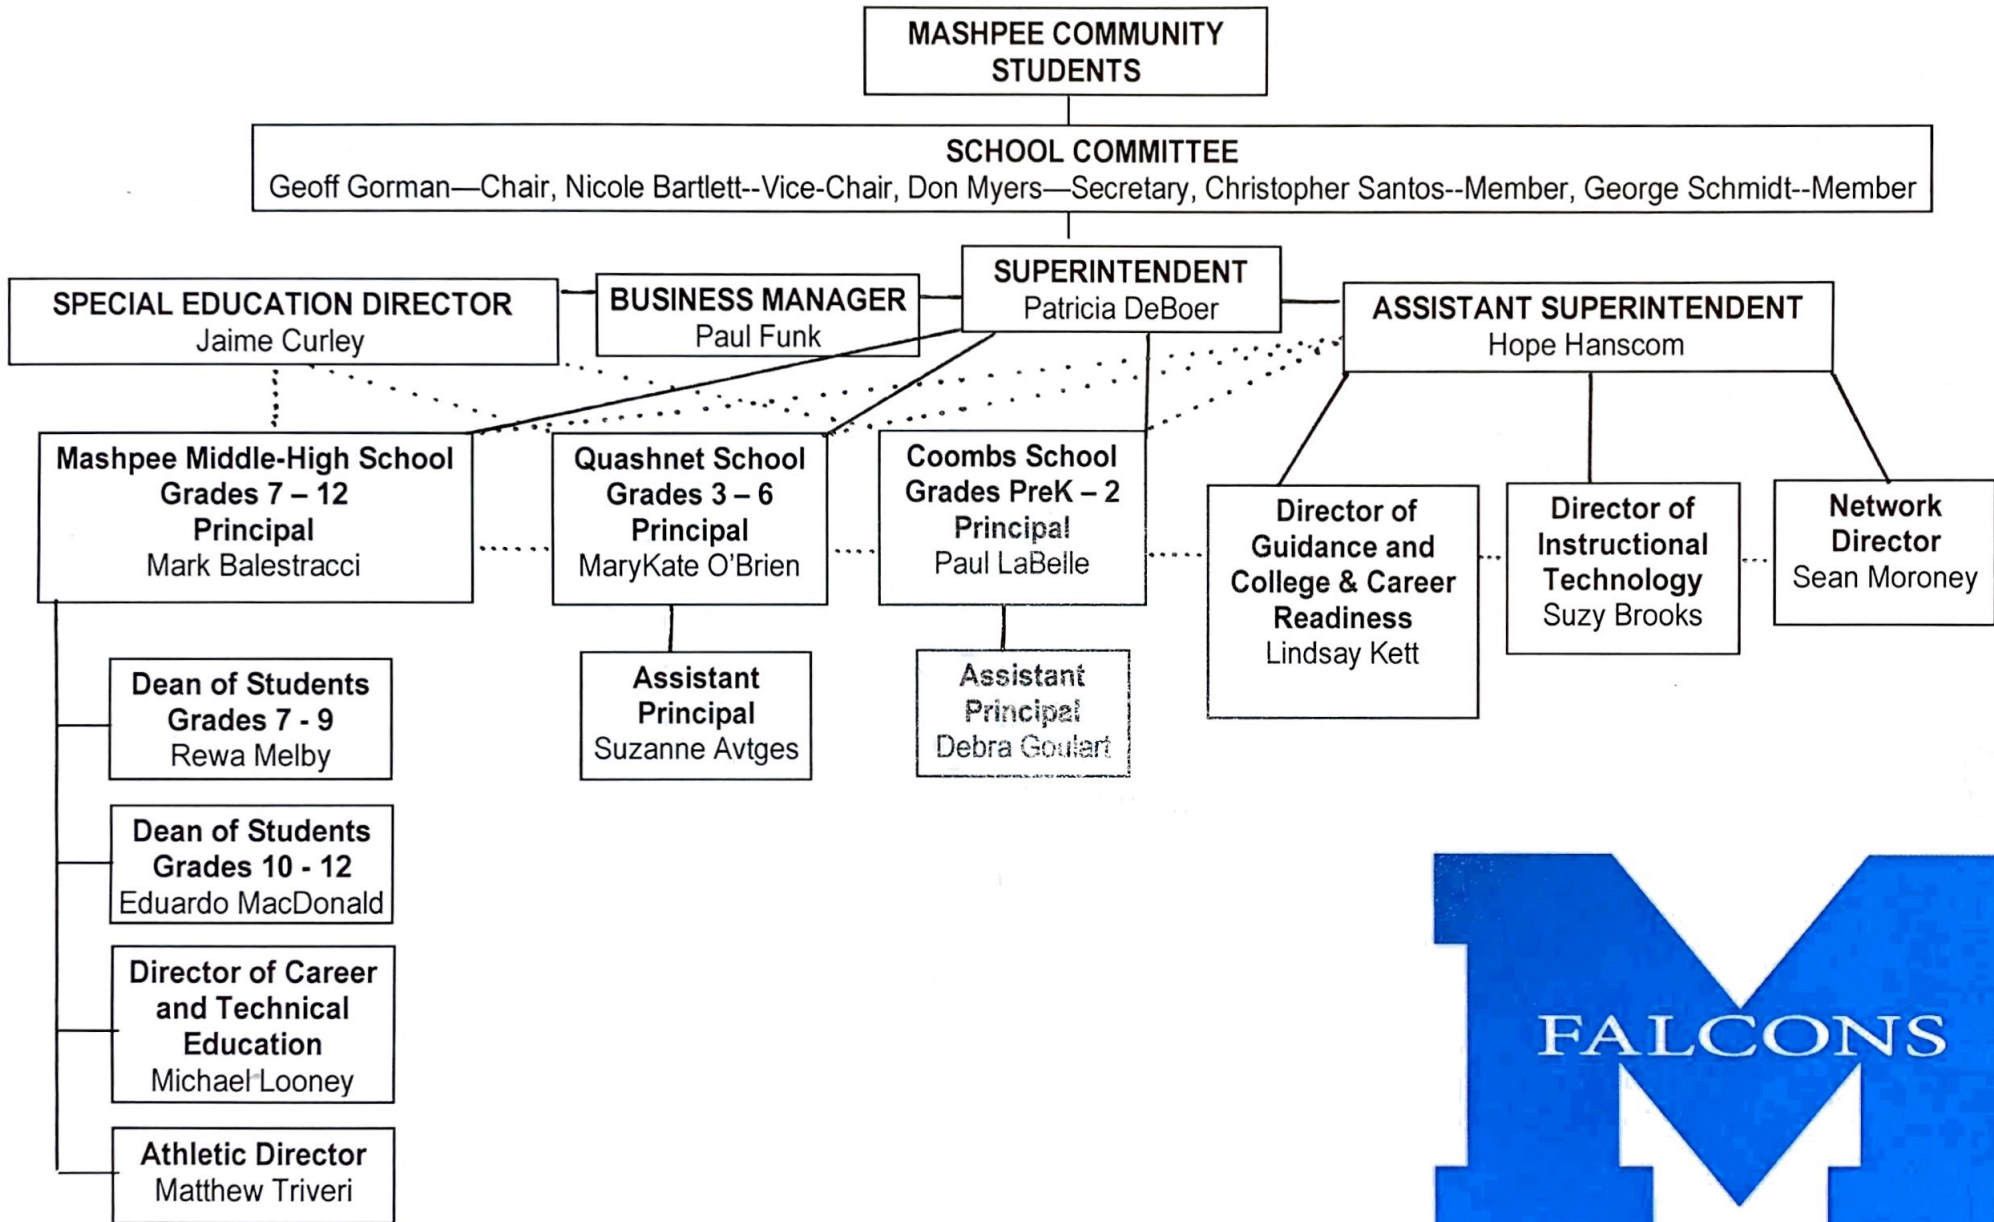 MASHPEE COMMUNITY
STUDENTS
SCHOOL COMMITTEE
Geoff Gorman—Chair, Nicole Bartlett--Vice-Chair, Don Myers—Secretary, Christopher Santos--Member, George Schmidt--Member
SUPERINTENDENT
Patricia DeBoer
SPECIAL EDUCATION DIRECTOR
Jaime Curley
BUSINESS MANAGER
Paul Funk
ASSISTANT SUPERINTENDENT
Hope Hanscom
Mashpee Middle-High School
Grades 7 – 12
Principal
Mark Balestracci
Quashnet School
Grades 3 – 6
Principal
MaryKate O'Brien
Coombs School
Grades PreK – 2
Principal
Paul LaBelle
Director of
Guidance and
College & Career
Readiness
Lindsay Kett
Director of
Instructional
Technology
Suzy Brooks
Network
Director
Sean Moroney
Dean of Students
Grades 7 - 9
Rewa Melby
Assistant
Principal
Suzanne Avtges
Assistant
Principal
Debra Goulart
Dean of Students
Grades 10 - 12
Eduardo MacDonald
Director of Career
and Technical
Education
Michael Looney
Athletic Director
Matthew Triveri
FALCONS